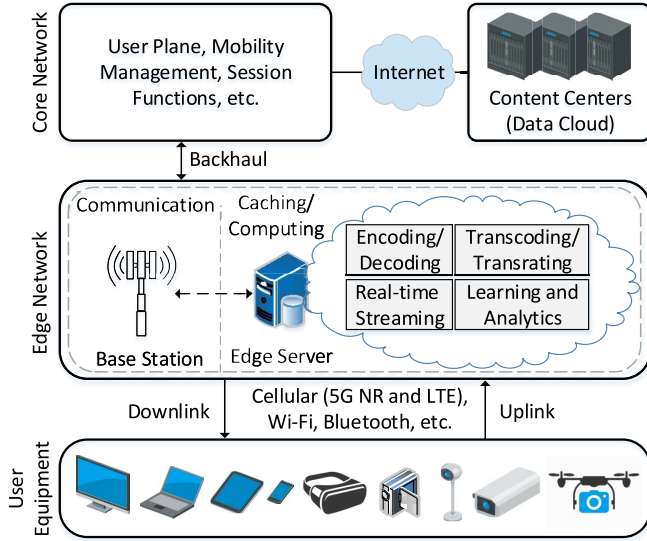 Core Network
User Plane, Mobility
Management, Session
Functions, etc.
Internet
Content Centers
(Data Cloud)
Backhaul
Edge Network
Communication
Caching/
Computing
Encoding/
Decoding
Transcoding/
Transrating
Real-time
Streaming
Learning and
Analytics
Base Station
Edge Server
Downlink
Cellular (5G NR and LTE),
Wi-Fi, Bluetooth, etc.
Uplink
User
Equipment